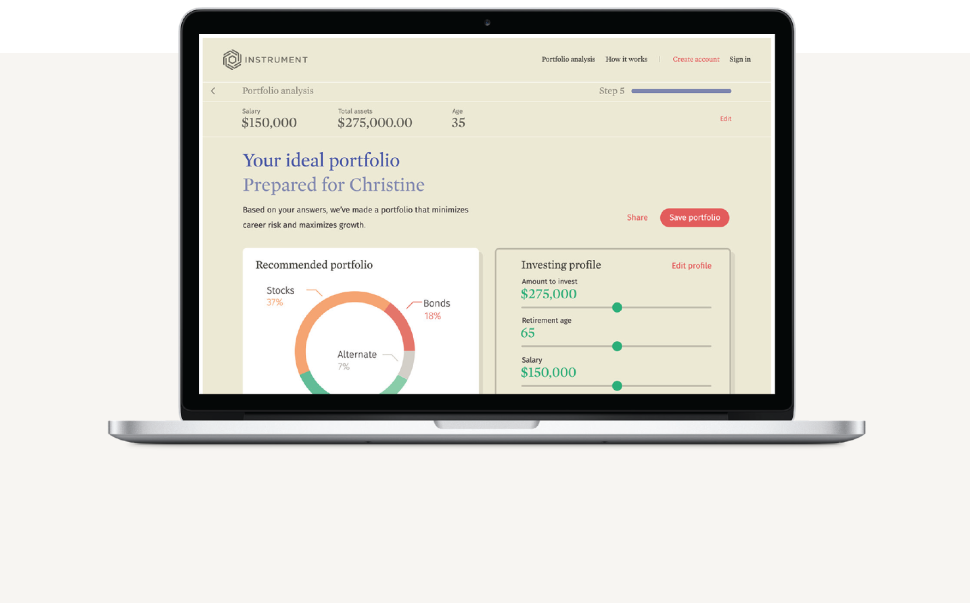 INSTRUMENT
Portfolio analysis How it works Create account Sign in
Portfolio analysis Step 5
Salary Total assets Age
$150,000 $275,000.00 35
Edit
Your ideal portfolio
Prepared for Christine
Based on your answers, we've made a portfolio that minimizes
career risk and maximizes growth.
Share Save portfolio
Recommended portfolio
Stocks
37%
Bonds
18%
Alternate
7%
Investing profile Edit profile
Amount to invest
$275,000
Retirement age
65
Salary
$150,000